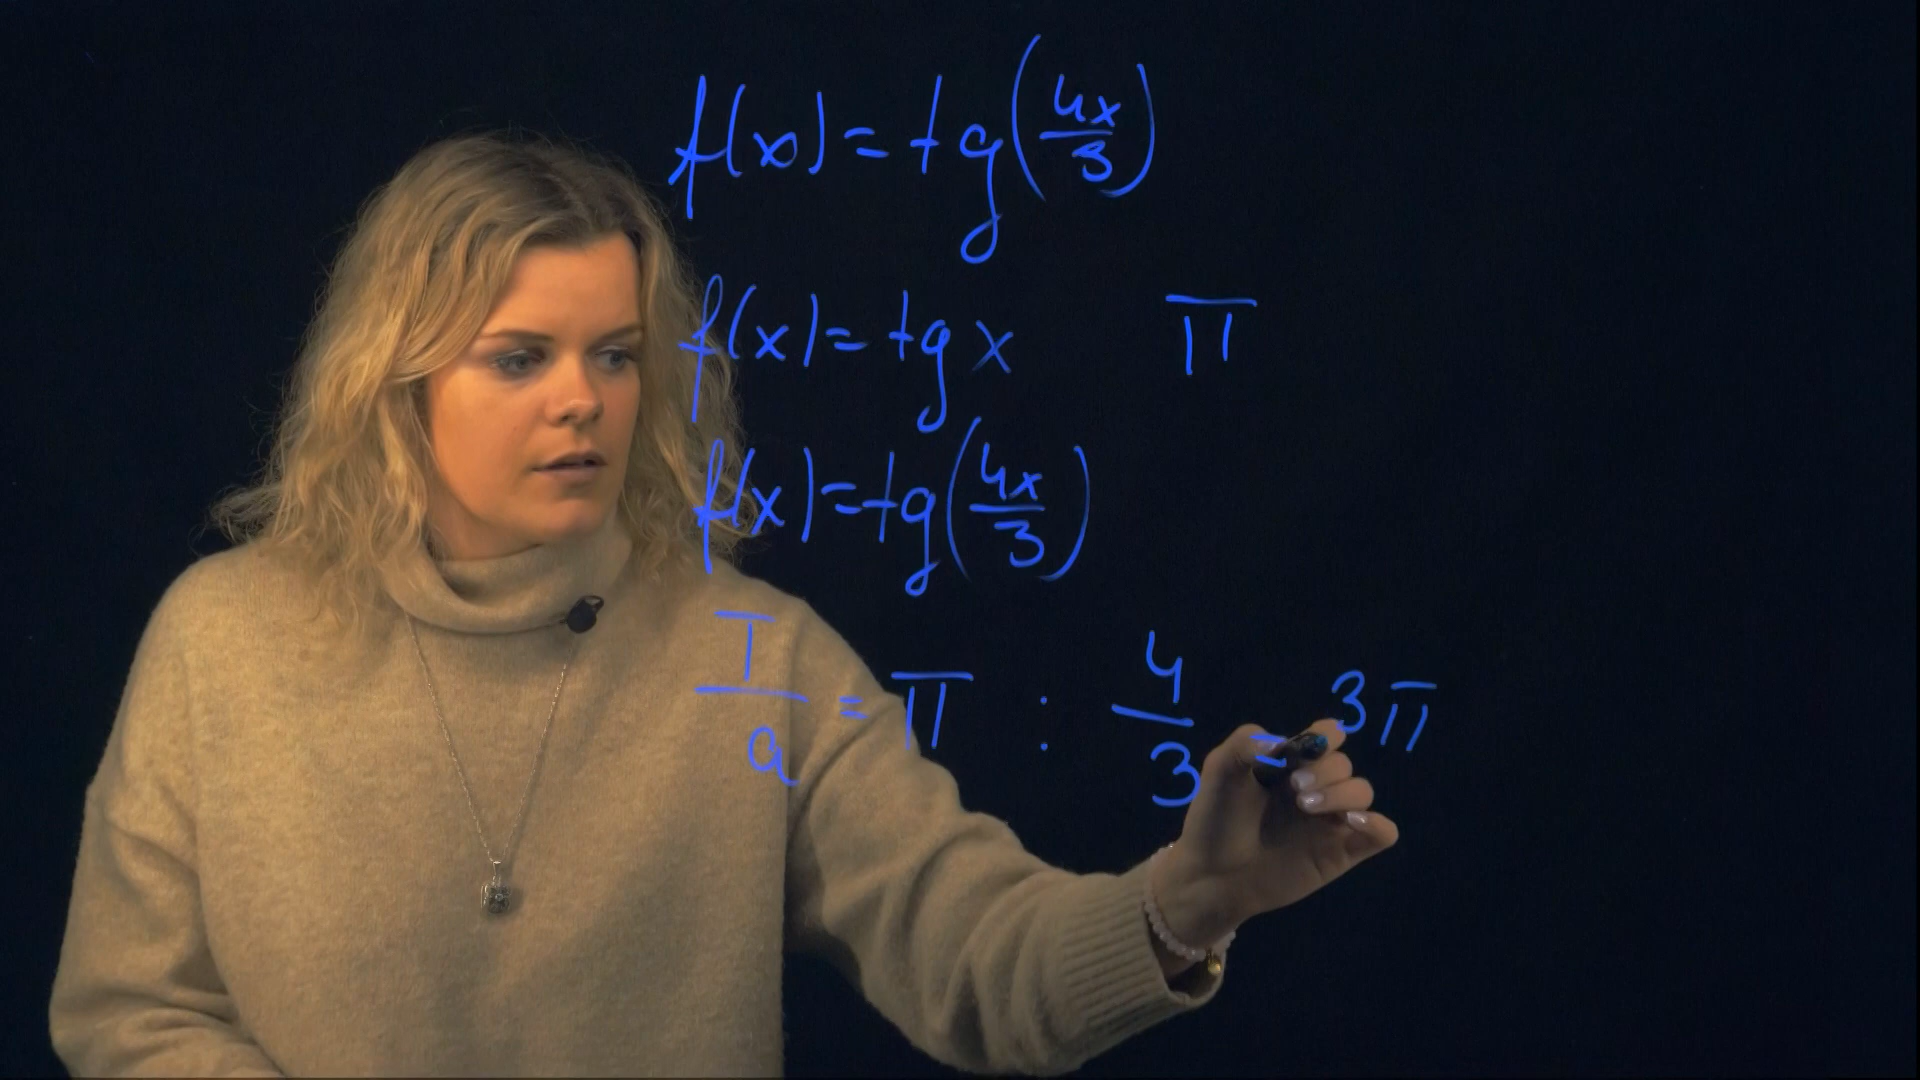 f(x) = tg(4x/3)
f(x) = tg x π
f(x) = tg(4x/3)
T/a = π : 4/3 = 3π